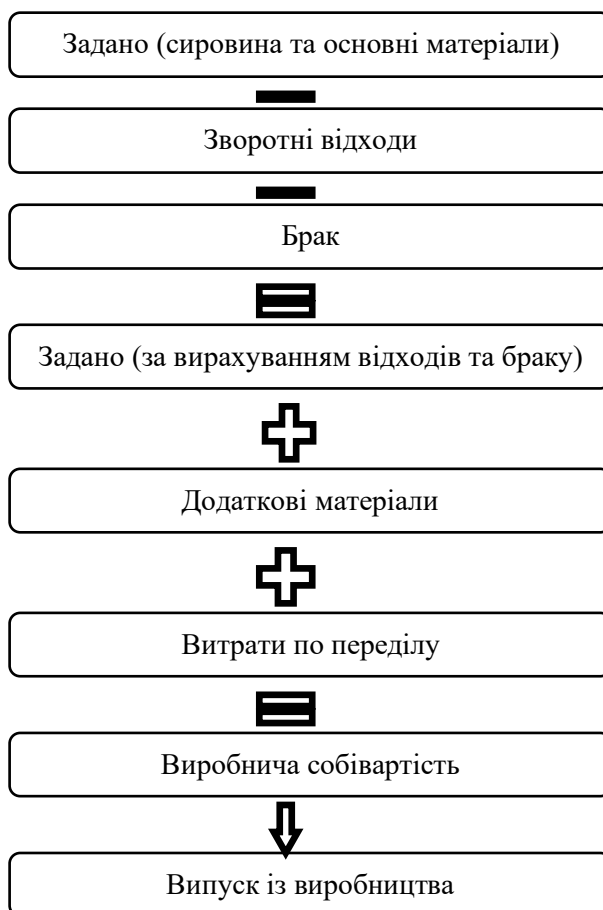 Задано (сировина та основні матеріали)
Зворотні відходи
Брак
Задано (за вирахуванням відходів та браку)
Додаткові матеріали
Витрати по переділу
Виробнича собівартість
Випуск із виробництва